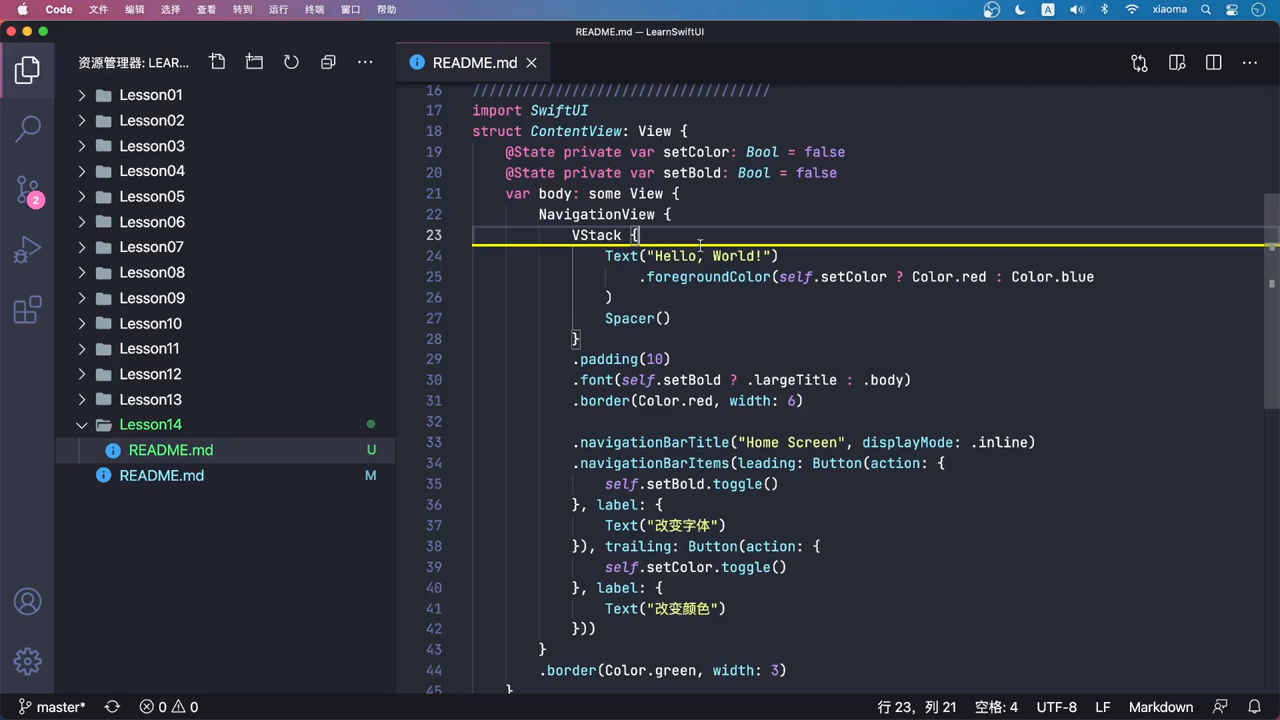 Code 文件 编辑 选择 查看 转到 运行 终端 窗口 帮助 A xiaoma
README.md — LearnSwiftUI
资源管理器: LEAR... ···
README.md ···
Lesson01
Lesson02
Lesson03
Lesson04
Lesson05
Lesson06
Lesson07
Lesson08
Lesson09
Lesson10
Lesson11
Lesson12
Lesson13
Lesson14
README.md U
README.md M
2
16 ////////////////////////////////////
17 import SwiftUI
18 struct ContentView: View {
19 @State private var setColor: Bool = false
20 @State private var setBold: Bool = false
21 var body: some View {
22 NavigationView {
23 VStack {
24 Text("Hello, World!")
25 .foregroundColor(self.setColor ? Color.red : Color.blue
26 )
27 Spacer()
28 }
29 .padding(10)
30 .font(self.setBold ? .largeTitle : .body)
31 .border(Color.red, width: 6)
32
33 .navigationBarTitle("Home Screen", displayMode: .inline)
34 .navigationBarItems(leading: Button(action: {
35 self.setBold.toggle()
36 }, label: {
37 Text("改变字体")
38 }), trailing: Button(action: {
39 self.setColor.toggle()
40 }, label: {
41 Text("改变颜色")
42 }))
43 }
44 .border(Color.green, width: 3)
45 }
master* 0 0 行 23, 列 21 空格: 4 UTF-8 LF Markdown